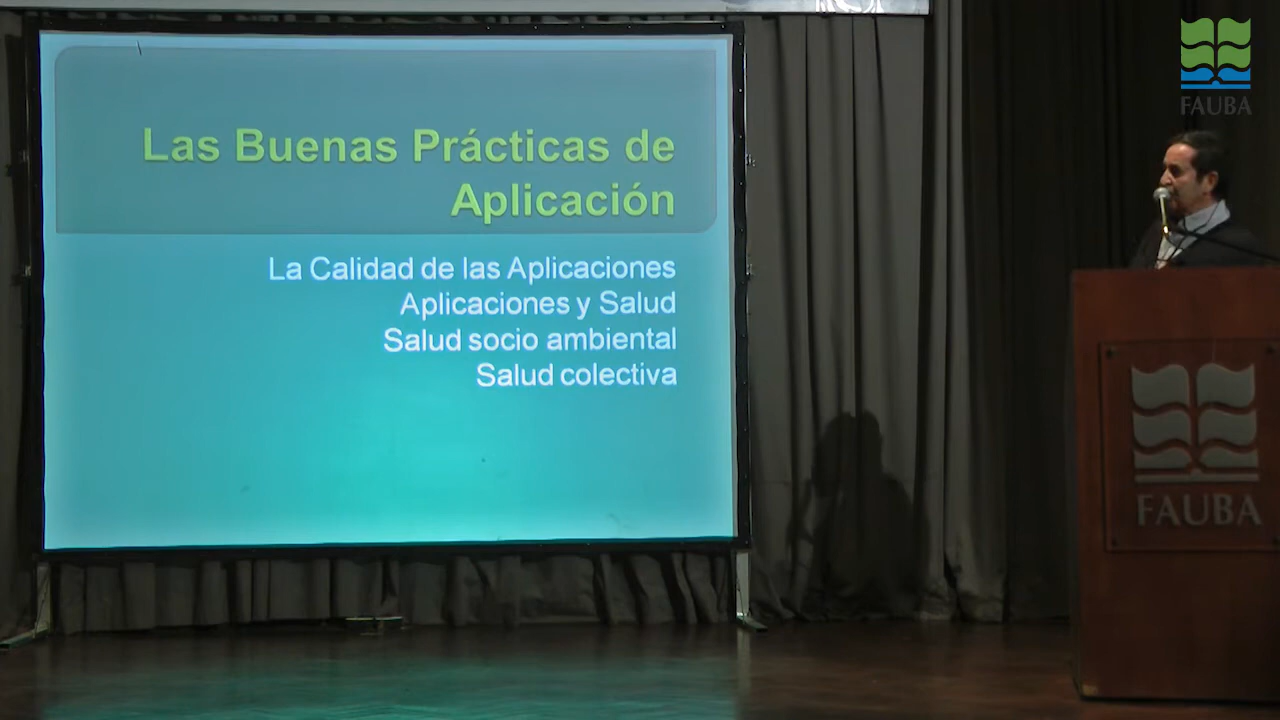 Las Buenas Prácticas de
Aplicación
La Calidad de las Aplicaciones
Aplicaciones y Salud
Salud socio ambiental
Salud colectiva
FAUBA
FAUBA